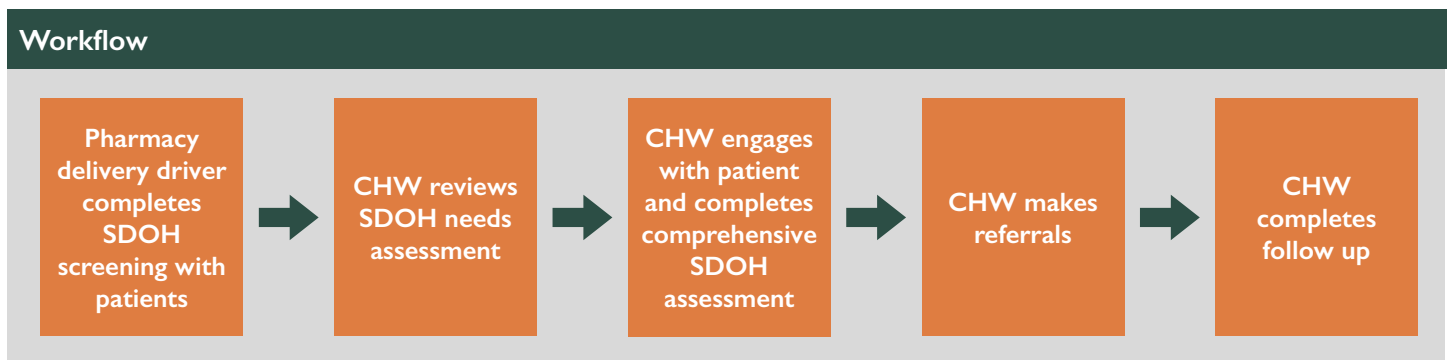 Workflow
Pharmacy
delivery driver
completes
SDOH
screening with
patients
CHW reviews
SDOH needs
assessment
CHW engages
with patient
and completes
comprehensive
SDOH
assessment
CHW makes
referrals
CHW
completes
follow up